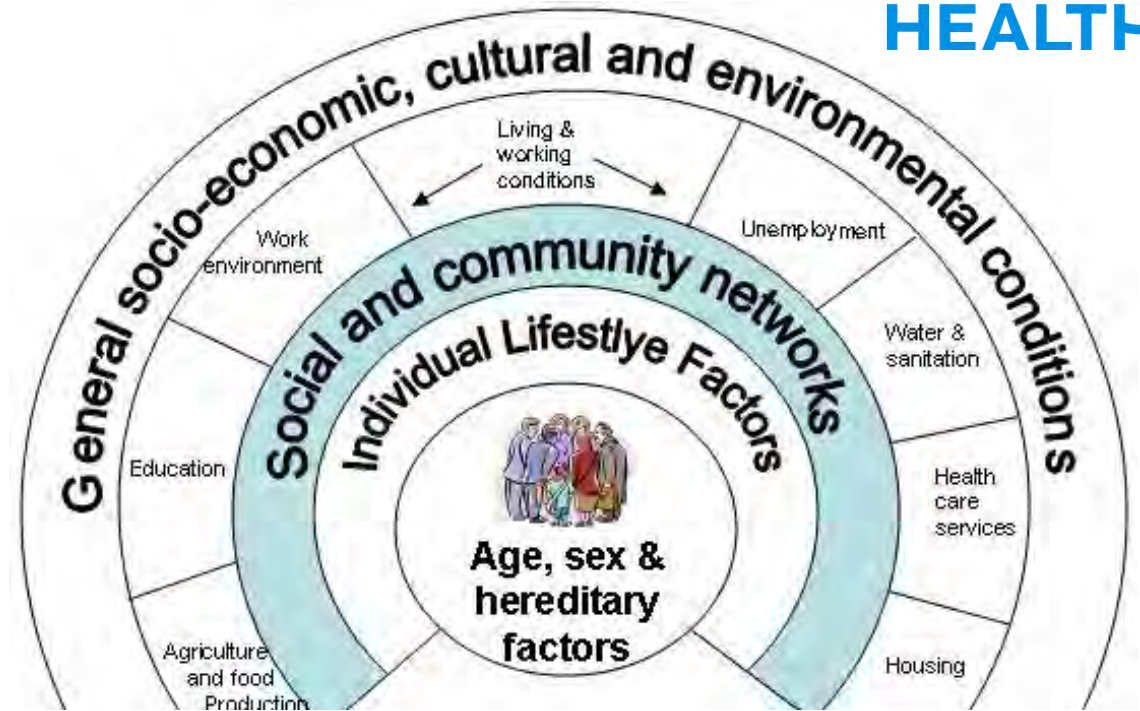 HEALTH
General socio-economic, cultural and environmental conditions
Living &
working
conditions
Work
environment
Unemployment
Social and community networks
Water &
sanitation
Individual Lifestlye Factors
Education
Health
care
services
Age, sex &
hereditary
factors
Agriculture
and food
Production
Housing